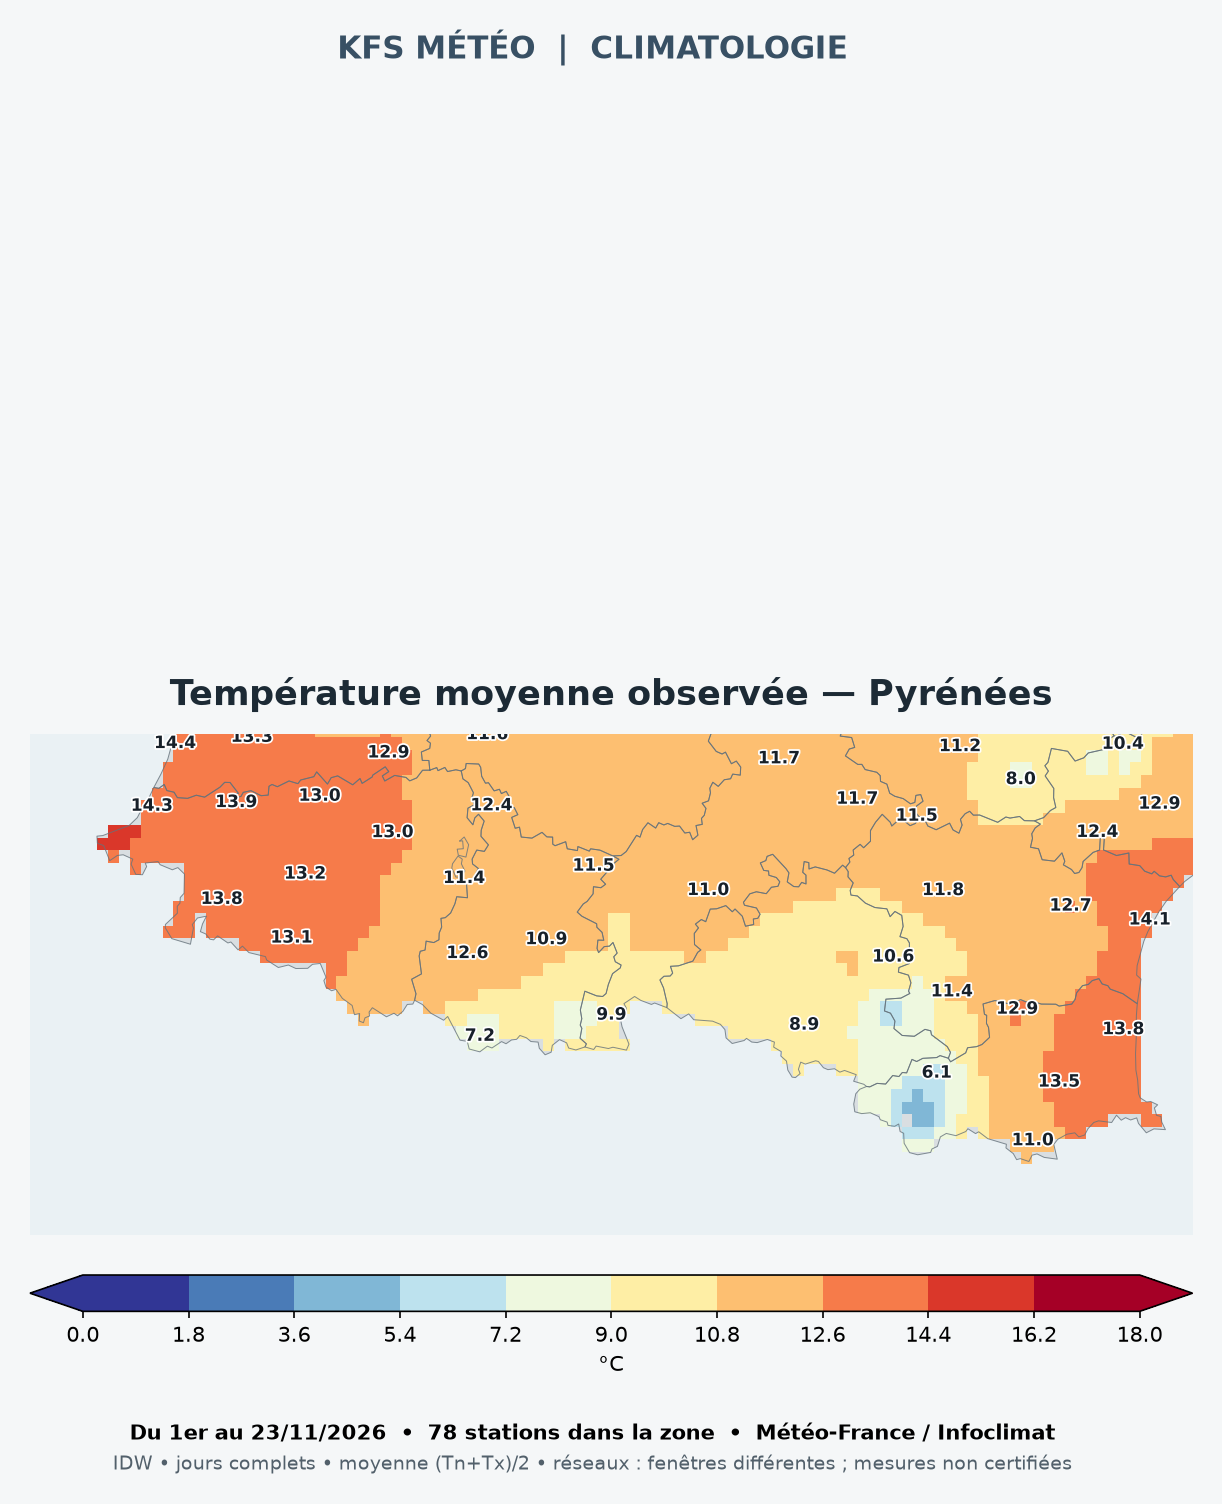 KFS MÉTÉO | CLIMATOLOGIE
Température moyenne observée — Pyrénées
14.4 13.3 12.9 11.6 11.7 11.2 10.4
8.0
14.3 13.9 13.0 12.4 11.7 11.5 12.9
13.0 12.4
13.2 11.4 11.5 11.0 11.8
13.8 12.7 14.1
13.1 12.6 10.9 10.6
11.4
7.2 9.9 8.9 12.9 13.8
6.1 13.5
11.0
0.0 1.8 3.6 5.4 7.2 9.0 10.8 12.6 14.4 16.2 18.0
°C
Du 1er au 23/11/2026 • 78 stations dans la zone • Météo-France / Infoclimat
IDW • jours complets • moyenne (Tn+Tx)/2 • réseaux : fenêtres différentes ; mesures non certifiées